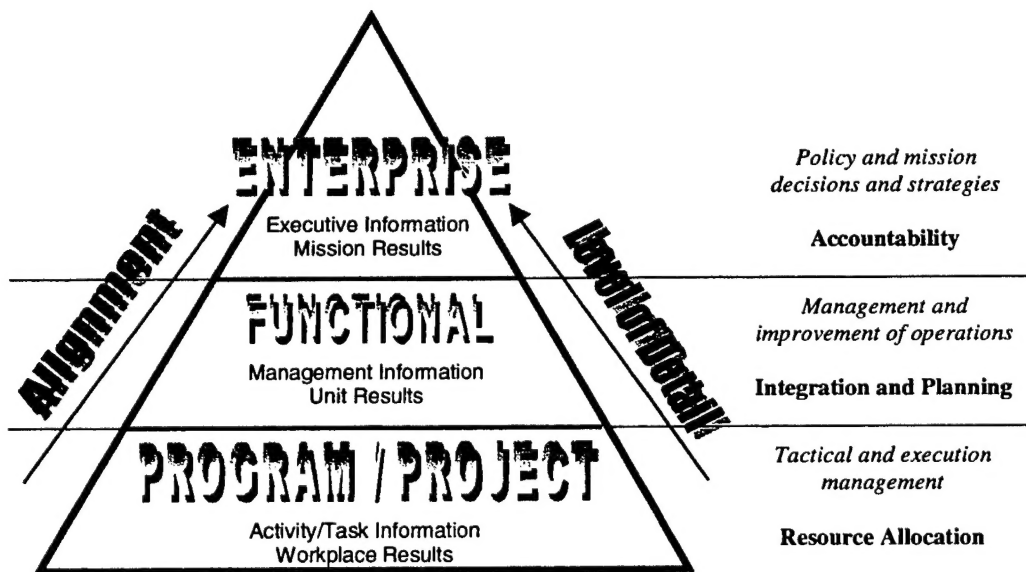 ENTERPRISE
Executive Information
Mission Results
Policy and mission
decisions and strategies
Accountability
Alignment
Level of Detail
FUNCTIONAL
Management Information
Unit Results
Management and
improvement of operations
Integration and Planning
PROGRAM / PROJECT
Activity/Task Information
Workplace Results
Tactical and execution
management
Resource Allocation